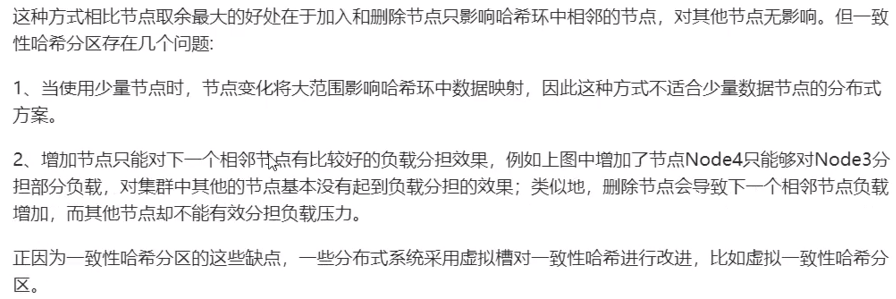 这种方式相比节点取余最大的好处在于加入和删除节点只影响哈希环中相邻的节点，对其他节点无影响。但一致
性哈希分区存在几个问题:
1、当使用少量节点时，节点变化将大范围影响哈希环中数据映射，因此这种方式不适合少量数据节点的分布式
方案。
2、增加节点只能对下一个相邻节点有比较好的负载分担效果，例如上图中增加了节点Node4只能够对Node3分
担部分负载，对集群中其他的节点基本没有起到负载分担的效果；类似地，删除节点会导致下一个相邻节点负载
增加，而其他节点却不能有效分担负载压力。
正因为一致性哈希分区的这些缺点，一些分布式系统采用虚拟槽对一致性哈希进行改进，比如虚拟一致性哈希分
区。